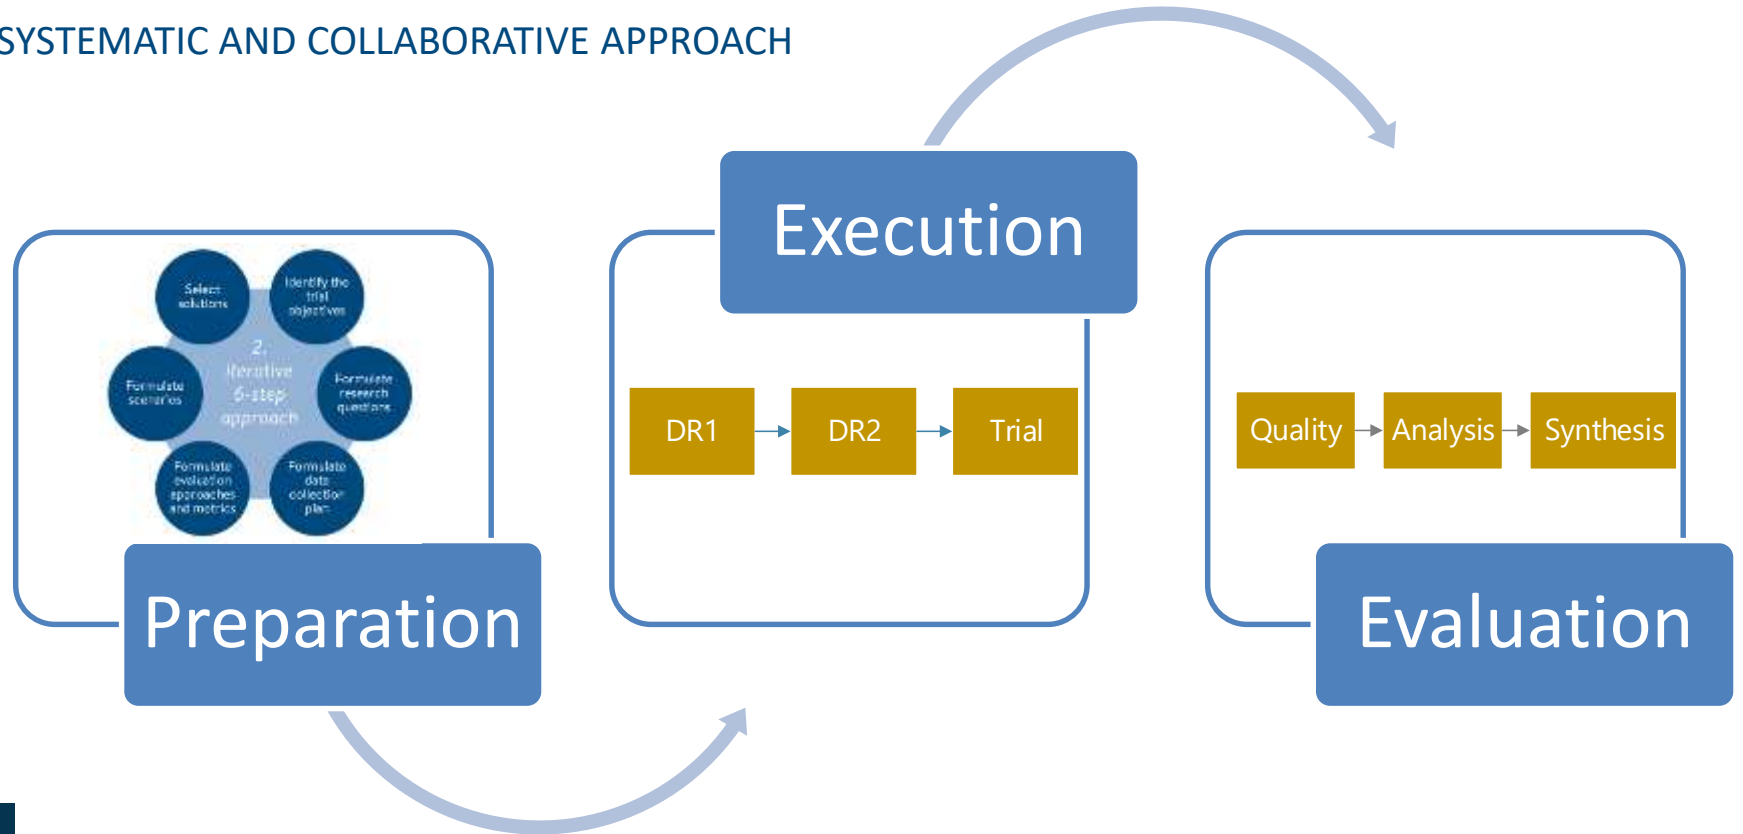 SYSTEMATIC AND COLLABORATIVE APPROACH
Select
solutions
Identify the
trial
objectives
Formulate
research
questions
Formulate
data
collection
plan
Formulate
evaluation
approaches
and metrics
Formulate
scenarios
2.
Iterative
6-step
approach
Preparation
Execution
DR1
DR2
Trial
Quality
Analysis
Synthesis
Evaluation